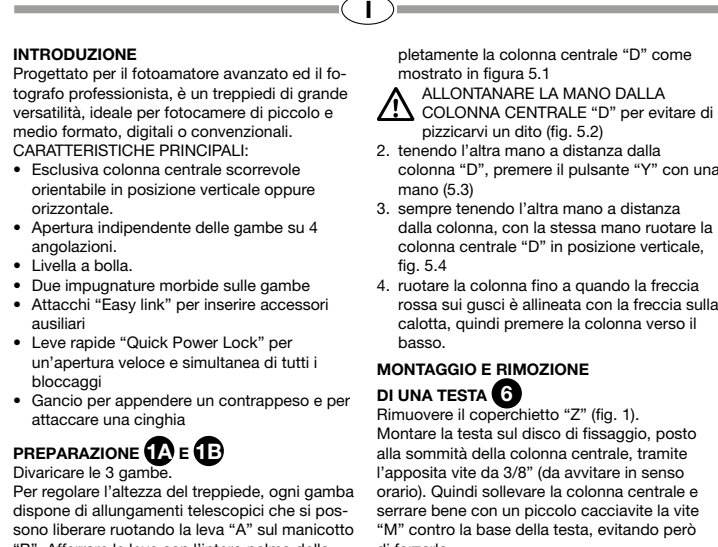 I
INTRODUZIONE
Progettato per il fotoamatore avanzato ed il fo-
tografo professionista, è un treppiedi di grande
versatilità, ideale per fotocamere di piccolo e
medio formato, digitali o convenzionali.
CARATTERISTICHE PRINCIPALI:
• Esclusiva colonna centrale scorrevole
orientabile in posizione verticale oppure
orizzontale.
• Apertura indipendente delle gambe su 4
angolazioni.
• Livella a bolla.
• Due impugnature morbide sulle gambe
• Attacchi “Easy link” per inserire accessori
ausiliari
• Leve rapide “Quick Power Lock” per
un’apertura veloce e simultanea di tutti i
bloccaggi
• Gancio per appendere un contrappeso e per
attaccare una cinghia
PREPARAZIONE 1A E 1B
Divaricare le 3 gambe.
Per regolare l’altezza del treppiede, ogni gamba
dispone di allungamenti telescopici che si pos-
sono liberare ruotando la leva “A” sul manicotto
“B”. Afferrare le leve con l’intero palmo della
pletamente la colonna centrale “D” come
mostrato in figura 5.1
ALLONTANARE LA MANO DALLA
COLONNA CENTRALE “D” per evitare di
pizzicarvi un dito (fig. 5.2)
2. tenendo l’altra mano a distanza dalla
colonna “D”, premere il pulsante “Y” con una
mano (5.3)
3. sempre tenendo l’altra mano a distanza
dalla colonna, con la stessa mano ruotare la
colonna centrale “D” in posizione verticale,
fig. 5.4
4. ruotare la colonna fino a quando la freccia
rossa sui gusci è allineata con la freccia sulla
calotta, quindi premere la colonna verso il
basso.
MONTAGGIO E RIMOZIONE
DI UNA TESTA 6
Rimuovere il coperchietto “Z” (fig. 1).
Montare la testa sul disco di fissaggio, posto
alla sommità della colonna centrale, tramite
l’apposita vite da 3/8” (da avvitare in senso
orario). Quindi sollevare la colonna centrale e
serrare bene con un piccolo cacciavite la vite
“M” contro la base della testa, evitando però
di forzarla.